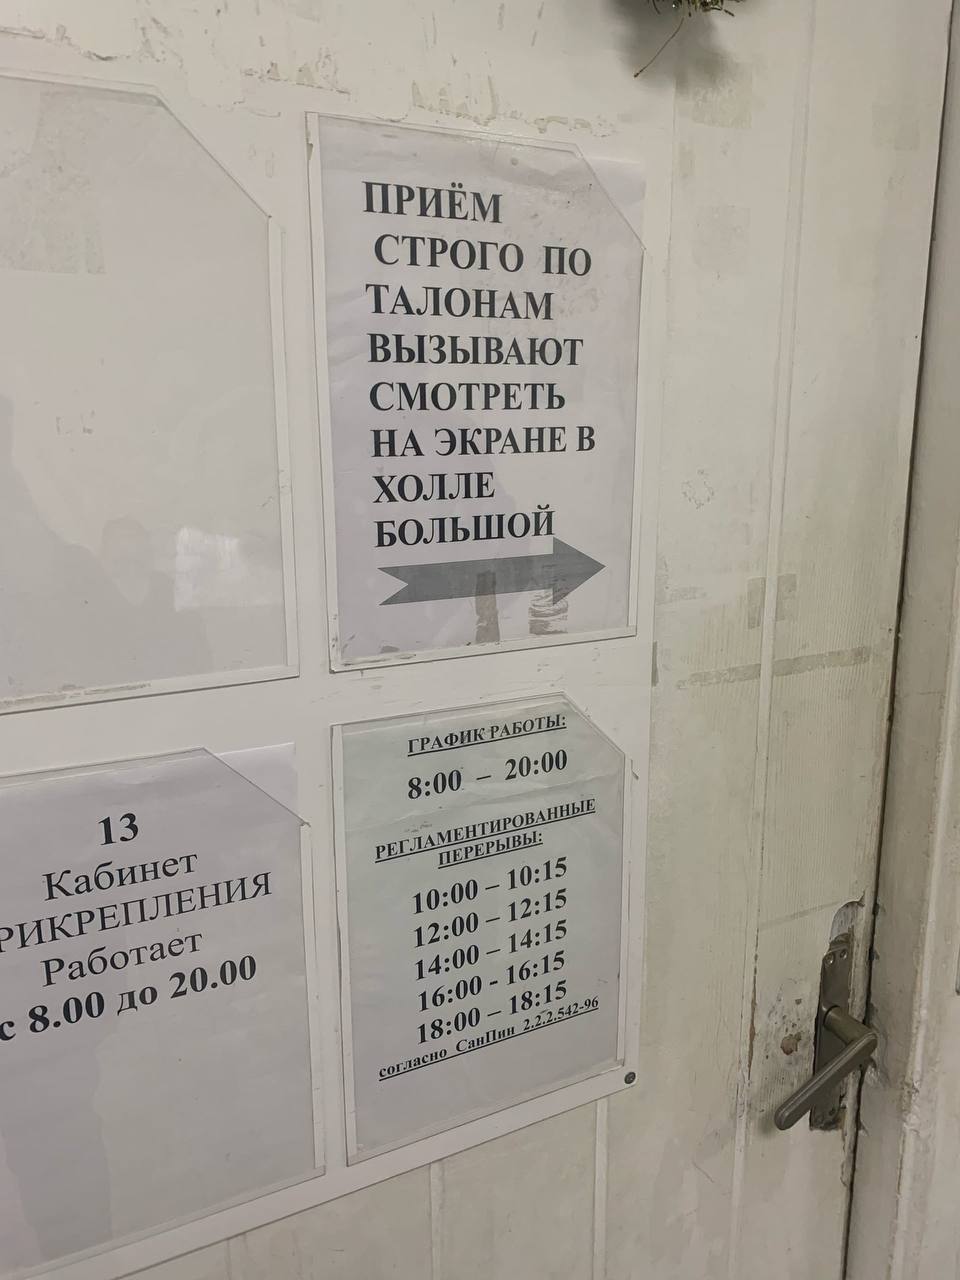 ПРИЁМ
СТРОГО ПО
ТАЛОНАМ
ВЫЗЫВАЮТ
СМОТРЕТЬ
НА ЭКРАНЕ В
ХОЛЛЕ
БОЛЬШОЙ
13
Кабинет
РИКРЕПЛЕНИЯ
Работает
с 8.00 до 20.00
ГРАФИК РАБОТЫ:
8:00 – 20:00
РЕГЛАМЕНТИРОВАННЫЕ
ПЕРЕРЫВЫ:
10:00 – 10:15
12:00 – 12:15
14:00 – 14:15
16:00 - 16:15
18:00 – 18:15
согласно СанПин 2.2.2.542-96